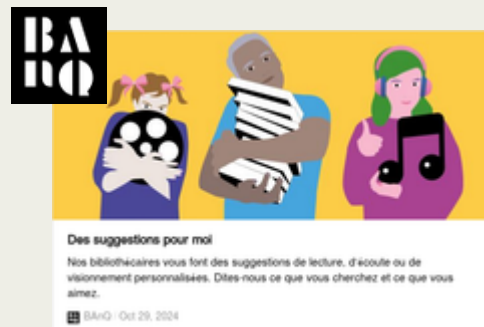 BA
nQ
Des suggestions pour moi
Nos bibliothécaires vous font des suggestions de lecture, d'écoute ou de
visionnement personnalisées. Dites-nous ce que vous cherchez et ce que vous
aimez.
BAnQ · Oct 29, 2024